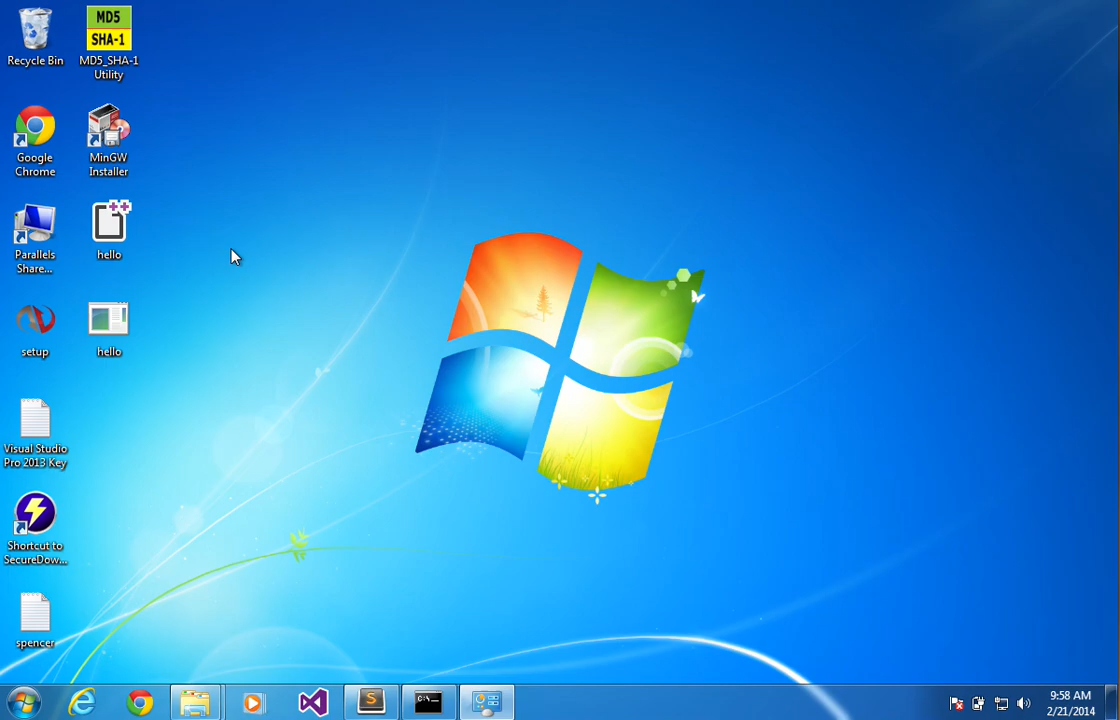 Recycle Bin
MD5
SHA-1
MD5_SHA-1
Utility
Google
Chrome
MinGW
Installer
Parallels
Share...
hello
setup
hello
Visual Studio
Pro 2013 Key
Shortcut to
SecureDow...
spencer
S
C:\
9:58 AM
2/21/2014